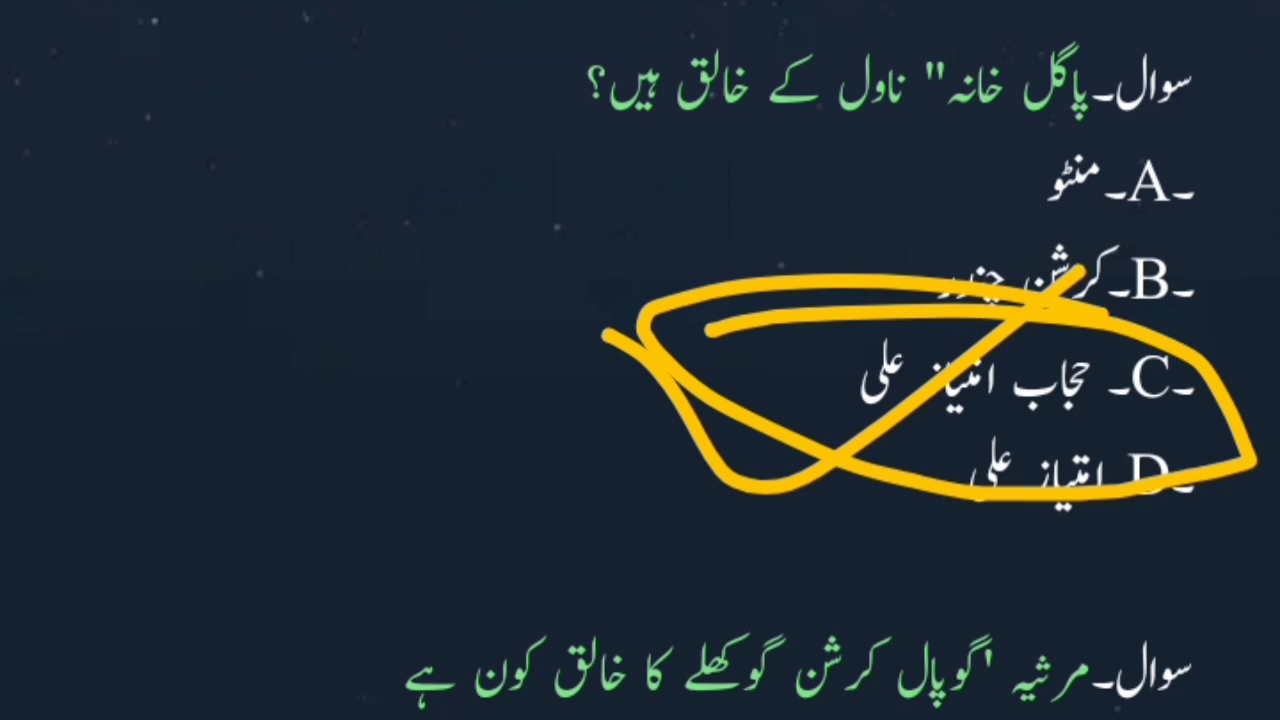 سوال۔پاگل خانہ" ناول کے خالق ہیں؟
۔A۔منٹو
۔B۔کرشن چندر
۔C۔ حجاب امتیاز علی
۔D۔امتیاز علی
سوال۔مرثیہ 'گوپال کرشن گوکھلے کا خالق کون ہے